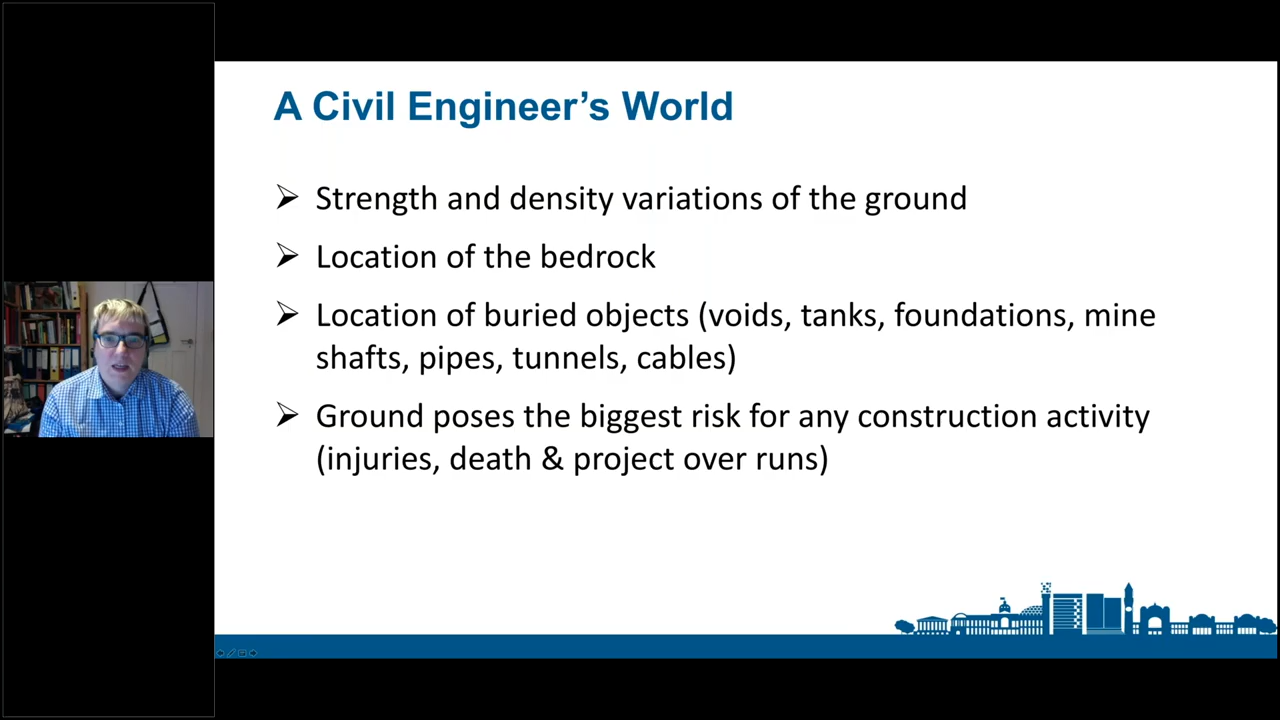 A Civil Engineer’s World
➢ Strength and density variations of the ground
➢ Location of the bedrock
➢ Location of buried objects (voids, tanks, foundations, mine
shafts, pipes, tunnels, cables)
➢ Ground poses the biggest risk for any construction activity
(injuries, death & project over runs)